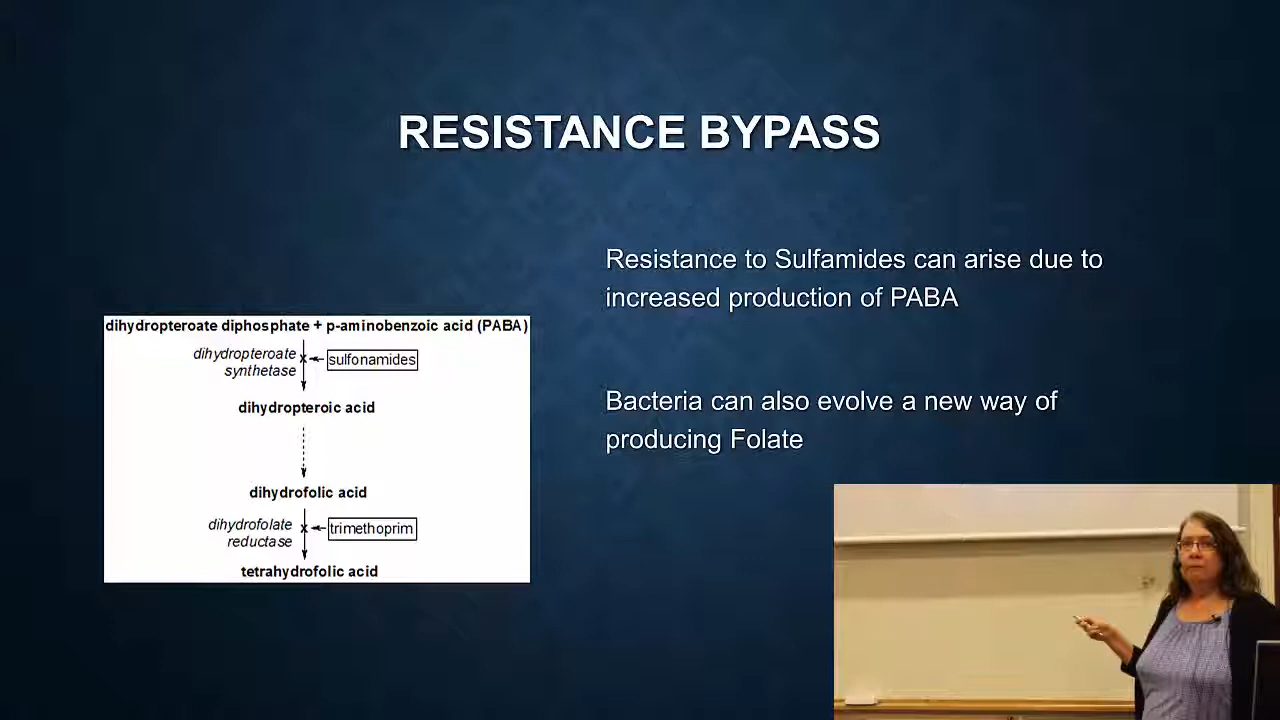 RESISTANCE BYPASS
Resistance to Sulfamides can arise due to
increased production of PABA
Bacteria can also evolve a new way of
producing Folate
dihydropteroate diphosphate + p-aminobenzoic acid (PABA)
dihydropteroate
synthetase
sulfonamides
dihydropteroic acid
dihydrofolic acid
dihydrofolate
reductase
trimethoprim
tetrahydrofolic acid